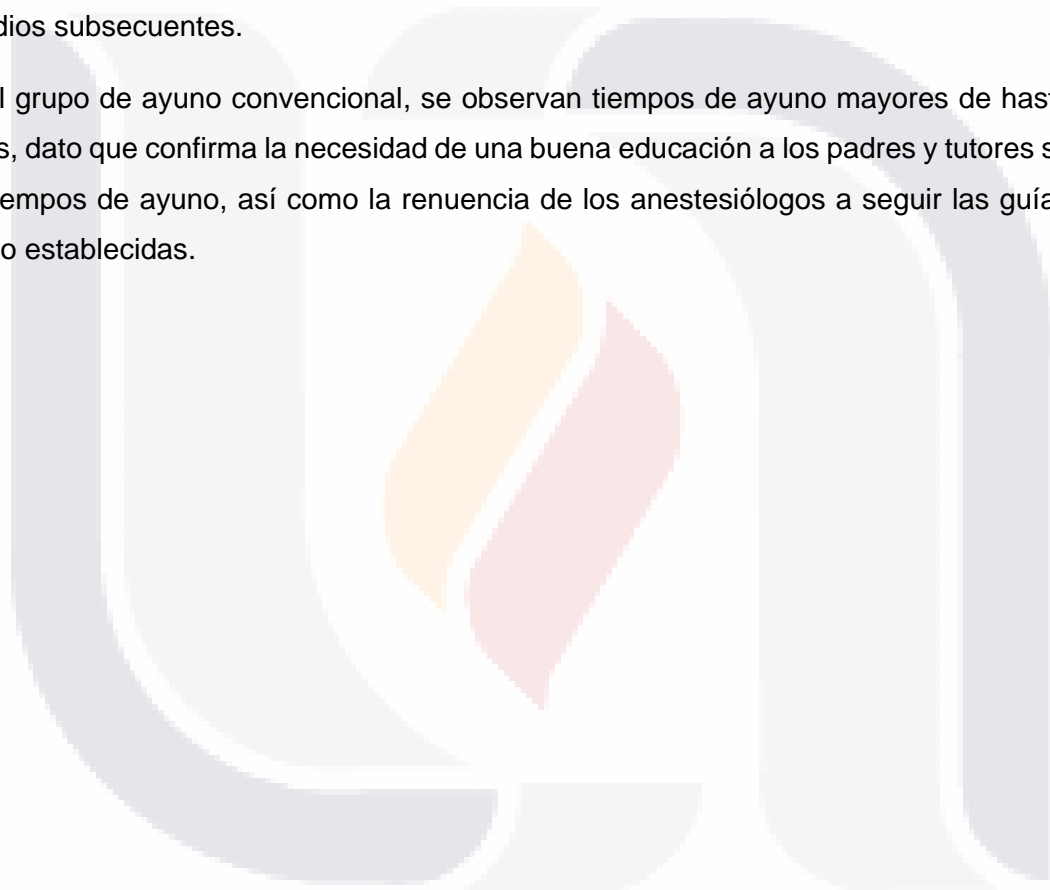 dios subsecuentes.
l grupo de ayuno convencional, se observan tiempos de ayuno mayores de hast
s, dato que confirma la necesidad de una buena educación a los padres y tutores s
empos de ayuno, así como la renuencia de los anestesiólogos a seguir las guía
o establecidas.